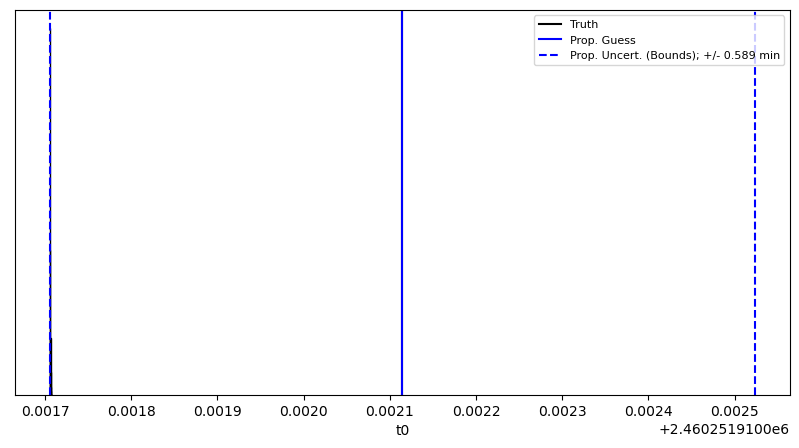 Truth
Prop. Guess
Prop. Uncert. (Bounds); +/- 0.589 min
0.0017 0.0018 0.0019 0.0020 0.0021 0.0022 0.0023 0.0024 0.0025
t0
+2.4602519100e6